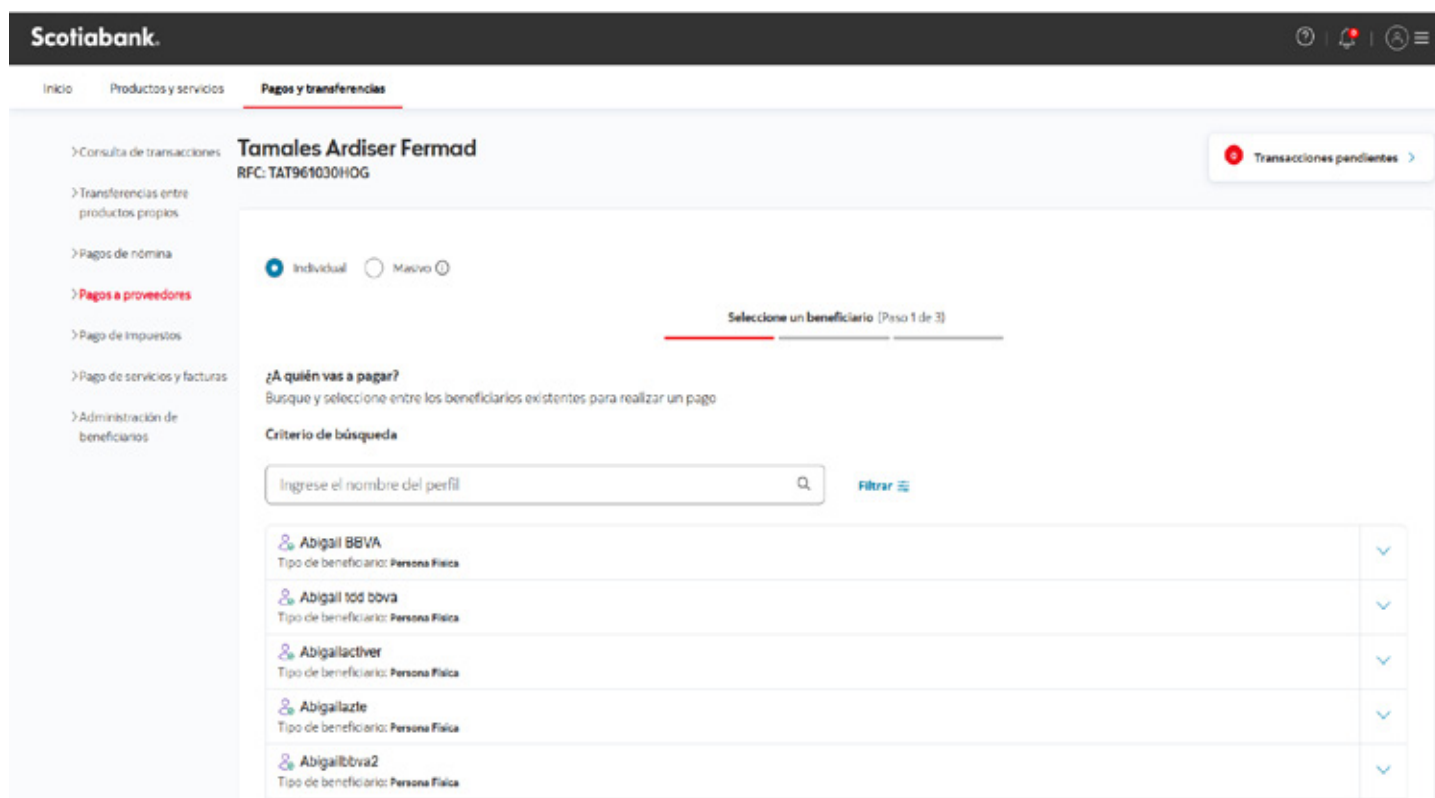 Scotiabank.
Inicio Productos y servicios Pagos y transferencias
>Consulta de transacciones
>Transferencias entre
productos propios
>Pagos de nómina
>Pagos a proveedores
>Pago de impuestos
>Pago de servicios y facturas
>Administración de
beneficiarios
Tamales Ardiser Fermad
RFC: TAT961030HOG
0 Transacciones pendientes >
Individual Masivo
Seleccione un beneficiario (Paso 1 de 3)
¿A quién vas a pagar?
Busque y seleccione entre los beneficiarios existentes para realizar un pago
Criterio de búsqueda
Ingrese el nombre del perfil
Filtrar
Abigail BBVA
Tipo de beneficiario: Persona Física
Abigail tdd bbva
Tipo de beneficiario: Persona Física
Abigailactiver
Tipo de beneficiario: Persona Física
Abigailazte
Tipo de beneficiario: Persona Física
Abigailbbva2
Tipo de beneficiario: Persona Física